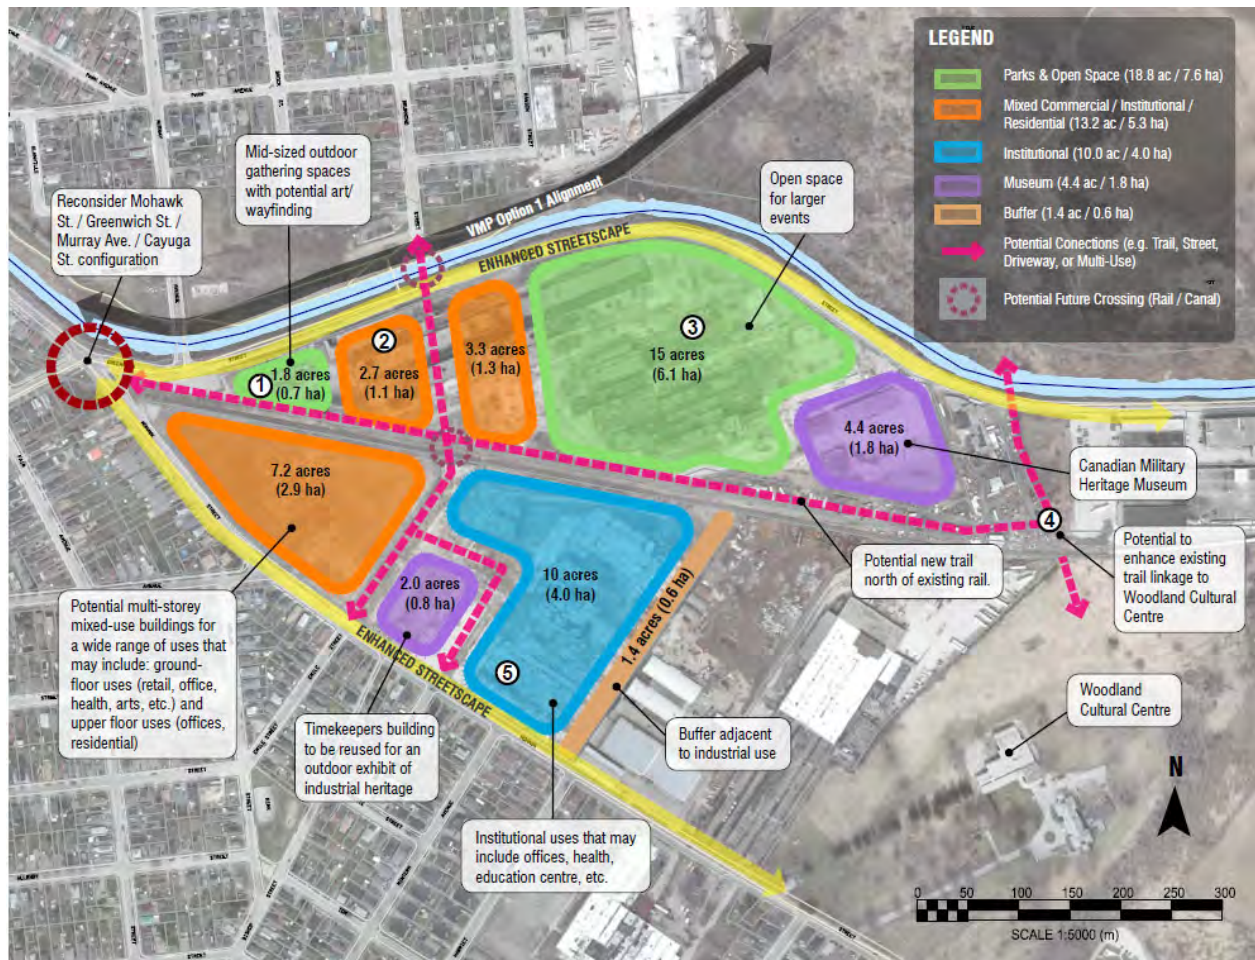 LEGEND
Parks & Open Space (18.8 ac / 7.6 ha)
Mixed Commercial / Institutional /
Residential (13.2 ac / 5.3 ha)
Institutional (10.0 ac / 4.0 ha)
Museum (4.4 ac / 1.8 ha)
Buffer (1.4 ac / 0.6 ha)
Potential Conections (e.g. Trail, Street,
Driveway, or Multi-Use)
Potential Future Crossing (Rail / Canal)
Mid-sized outdoor
gathering spaces
with potential art/
wayfinding
Reconsider Mohawk
St. / Greenwich St. /
Murray Ave. / Cayuga
St. configuration
Open space
for larger
events
VMP Option 1 Alignment
ENHANCED STREETSCAPE
STREET
STREET
1
1.8 acres
(0.7 ha)
2
2.7 acres
(1.1 ha)
3.3 acres
(1.3 ha)
3
15 acres
(6.1 ha)
4.4 acres
(1.8 ha)
Canadian Military
Heritage Museum
7.2 acres
(2.9 ha)
4
Potential to
enhance existing
trail linkage to
Woodland Cultural
Centre
Potential new trail
north of existing rail.
2.0 acres
(0.8 ha)
10 acres
(4.0 ha)
5
1.4 acres (0.6 ha)
ENHANCED STREETSCAPE
Potential multi-storey
mixed-use buildings for
a wide range of uses that
may include: ground-
floor uses (retail, office,
health, arts, etc.) and
upper floor uses (offices,
residential)
Timekeepers building
to be reused for an
outdoor exhibit of
industrial heritage
Buffer adjacent
to industrial use
Woodland
Cultural Centre
Institutional uses that may
include offices, health,
education centre, etc.
N
0 50 100 150 200 250 300
SCALE 1:5000 (m)
PARK AVENUE
AVENUE
STREET
STREET
AVENUE
STREET
STREET
STREET
STREET